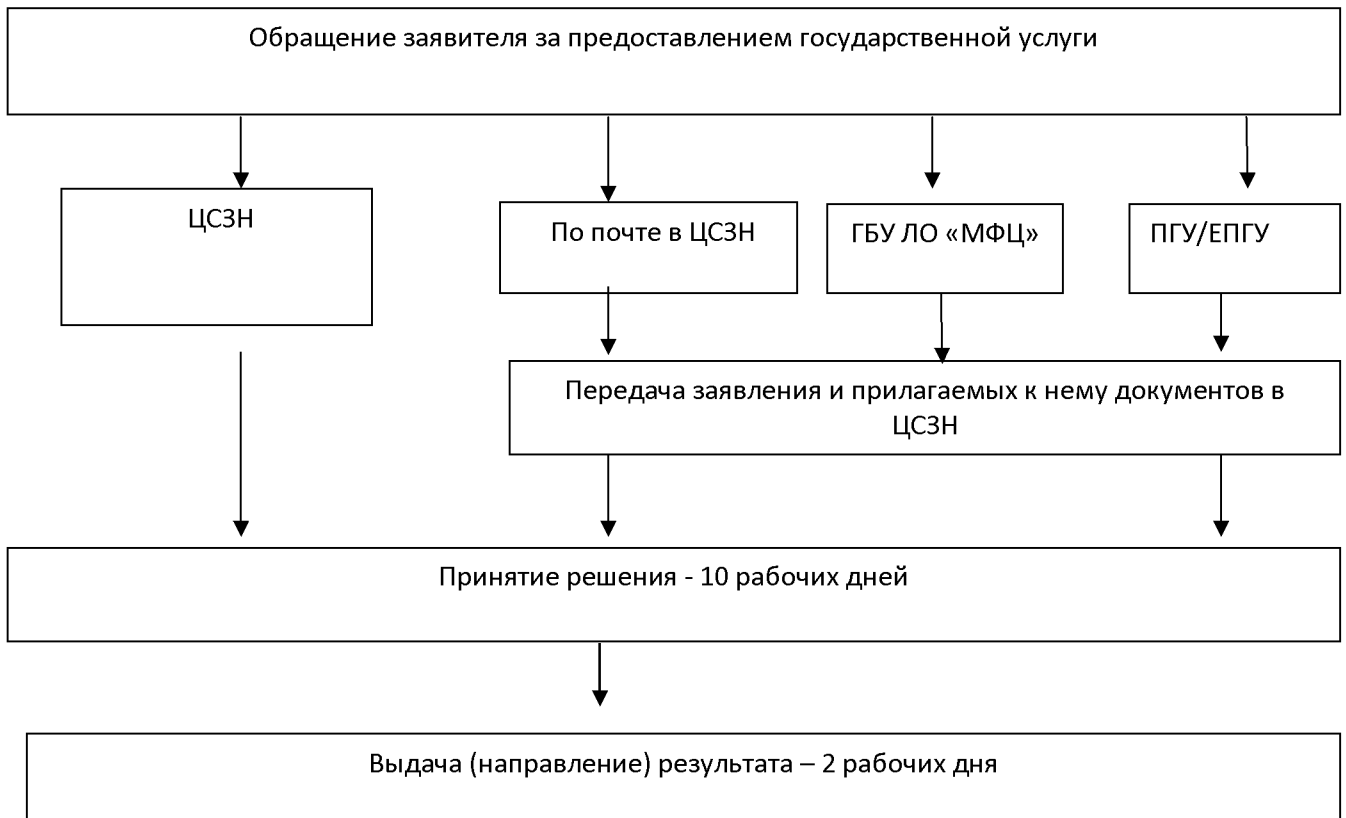 Обращение заявителя за предоставлением государственной услуги
ЦСЗН
По почте в ЦСЗН
ГБУ ЛО «МФЦ»
ПГУ/ЕПГУ
Передача заявления и прилагаемых к нему документов в
ЦСЗН
Принятие решения - 10 рабочих дней
Выдача (направление) результата – 2 рабочих дня